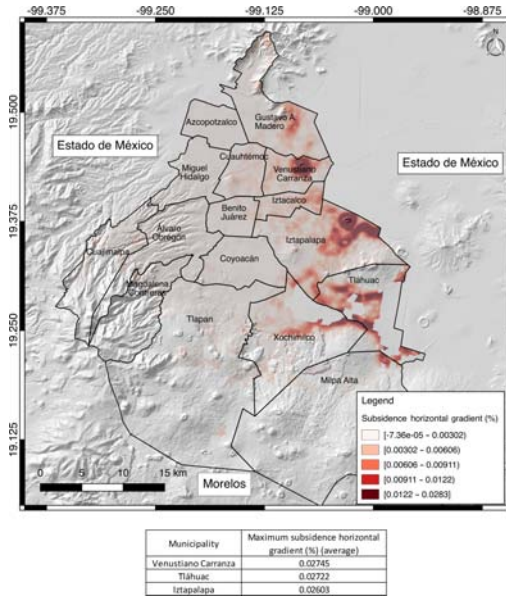 -99.375 -99.250 -99.125 -99.000 -98.875
N
19.500
19.375
19.250
19.125
Gustavo A.
Madero
Azcopotzalco
Estado de México
Estado de México
Cuauhtémoc
Miguel
Hidalgo
Venustiano
Carranza
Iztacalco
Benito
Juárez
Iztapalapa
Álvaro
Obregón
Cuajimalpa
Coyoacán
Magdalena
Contreras
Tláhuac
Tlalpan
Xochimilco
Milpa Alta
Legend
Subsidence horizontal gradient (%)
[-7.36e-05 - 0.00302)
[0.00302 - 0.00606)
[0.00606 - 0.00911)
[0.00911 - 0.0122)
[0.0122 - 0.0283]
0 5 10 15 km
Morelos
Municipality Maximum subsidence horizontal
gradient (%) (average)
Venustiano Carranza 0.02745
Tláhuac 0.02722
Iztapalapa 0.02603